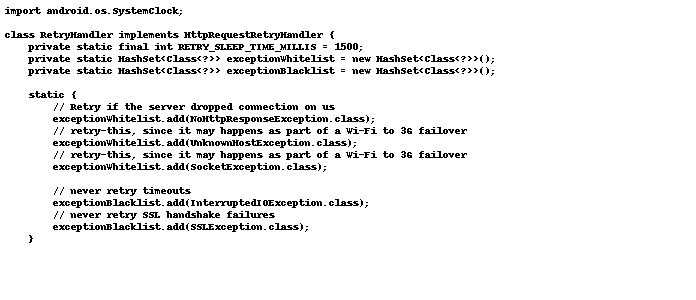 import android.os.SystemClock;
class RetryHandler implements HttpRequestRetryHandler {
private static final int RETRY_SLEEP_TIME_MILLIS = 1500;
private static HashSet<Class<?>> exceptionWhitelist = new HashSet<Class<?>>();
private static HashSet<Class<?>> exceptionBlacklist = new HashSet<Class<?>>();
static {
// Retry if the server dropped connection on us
exceptionWhitelist.add(NoHttpResponseException.class);
// retry-this, since it may happens as part of a Wi-Fi to 3G failover
exceptionWhitelist.add(UnknownHostException.class);
// retry-this, since it may happens as part of a Wi-Fi to 3G failover
exceptionWhitelist.add(SocketException.class);
// never retry timeouts
exceptionBlacklist.add(InterruptedIOException.class);
// never retry SSL handshake failures
exceptionBlacklist.add(SSLException.class);
}